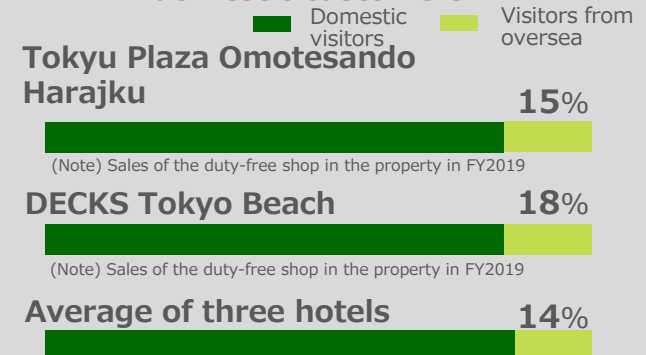 Domestic visitors
Visitors from oversea
Tokyu Plaza Omotesando
Harajku
15%
(Note) Sales of the duty-free shop in the property in FY2019
DECKS Tokyo Beach
18%
(Note) Sales of the duty-free shop in the property in FY2019
Average of three hotels
14%